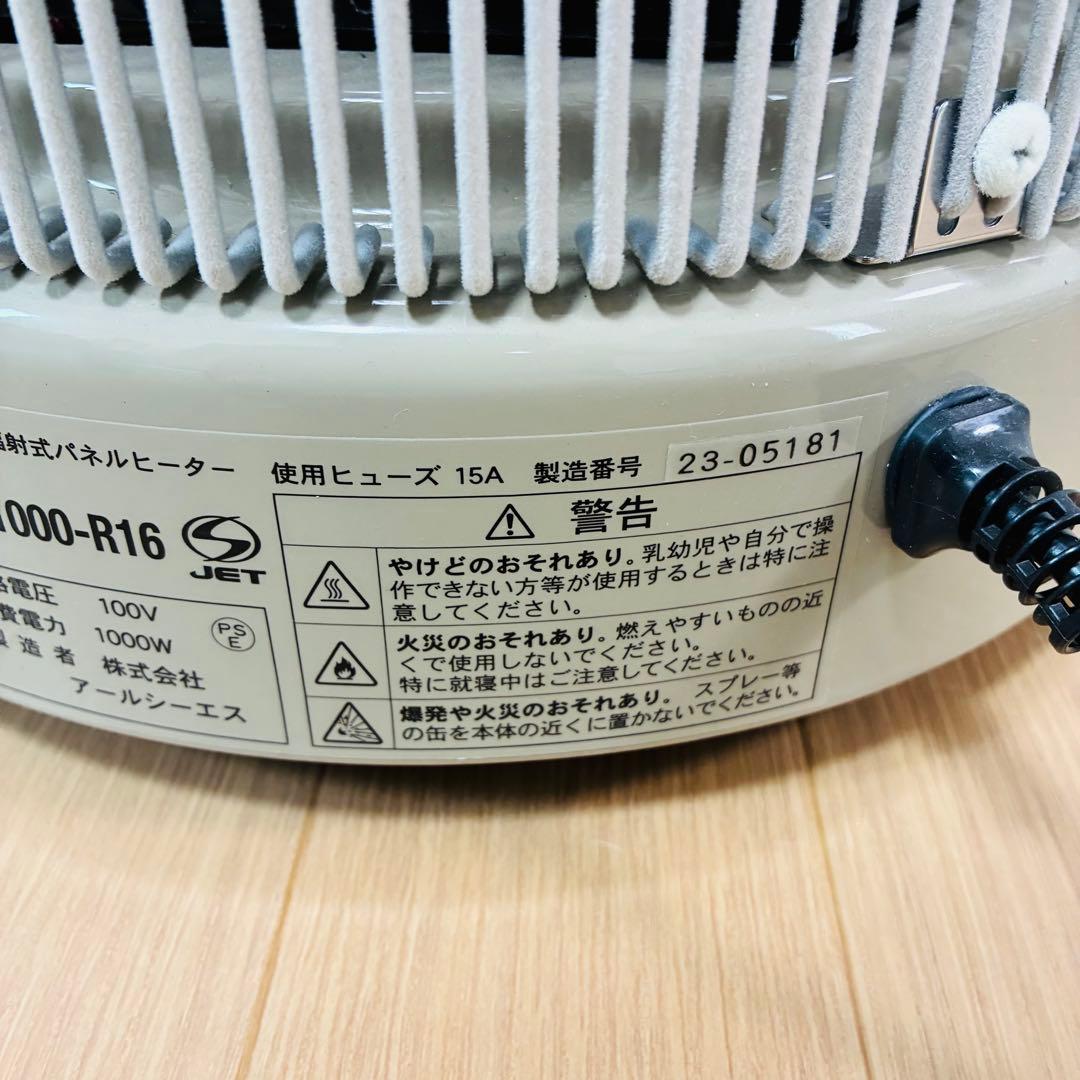 射式パネルヒーター 使用ヒューズ 15A 製造番号 23-05181
1000-R16
JET
電圧 100V
費電力 1000W
PS
E
製造者 株式会社
アールシーエス
警告
やけどのおそれあり。乳幼児や自分で操
作できない方等が使用するときは特に注
意してください。
火災のおそれあり。燃えやすいものの近
くで使用しないでください。
特に就寝中はご注意してください。
爆発や火災のおそれあり。 スプレー等
の缶を本体の近くに置かないでください。